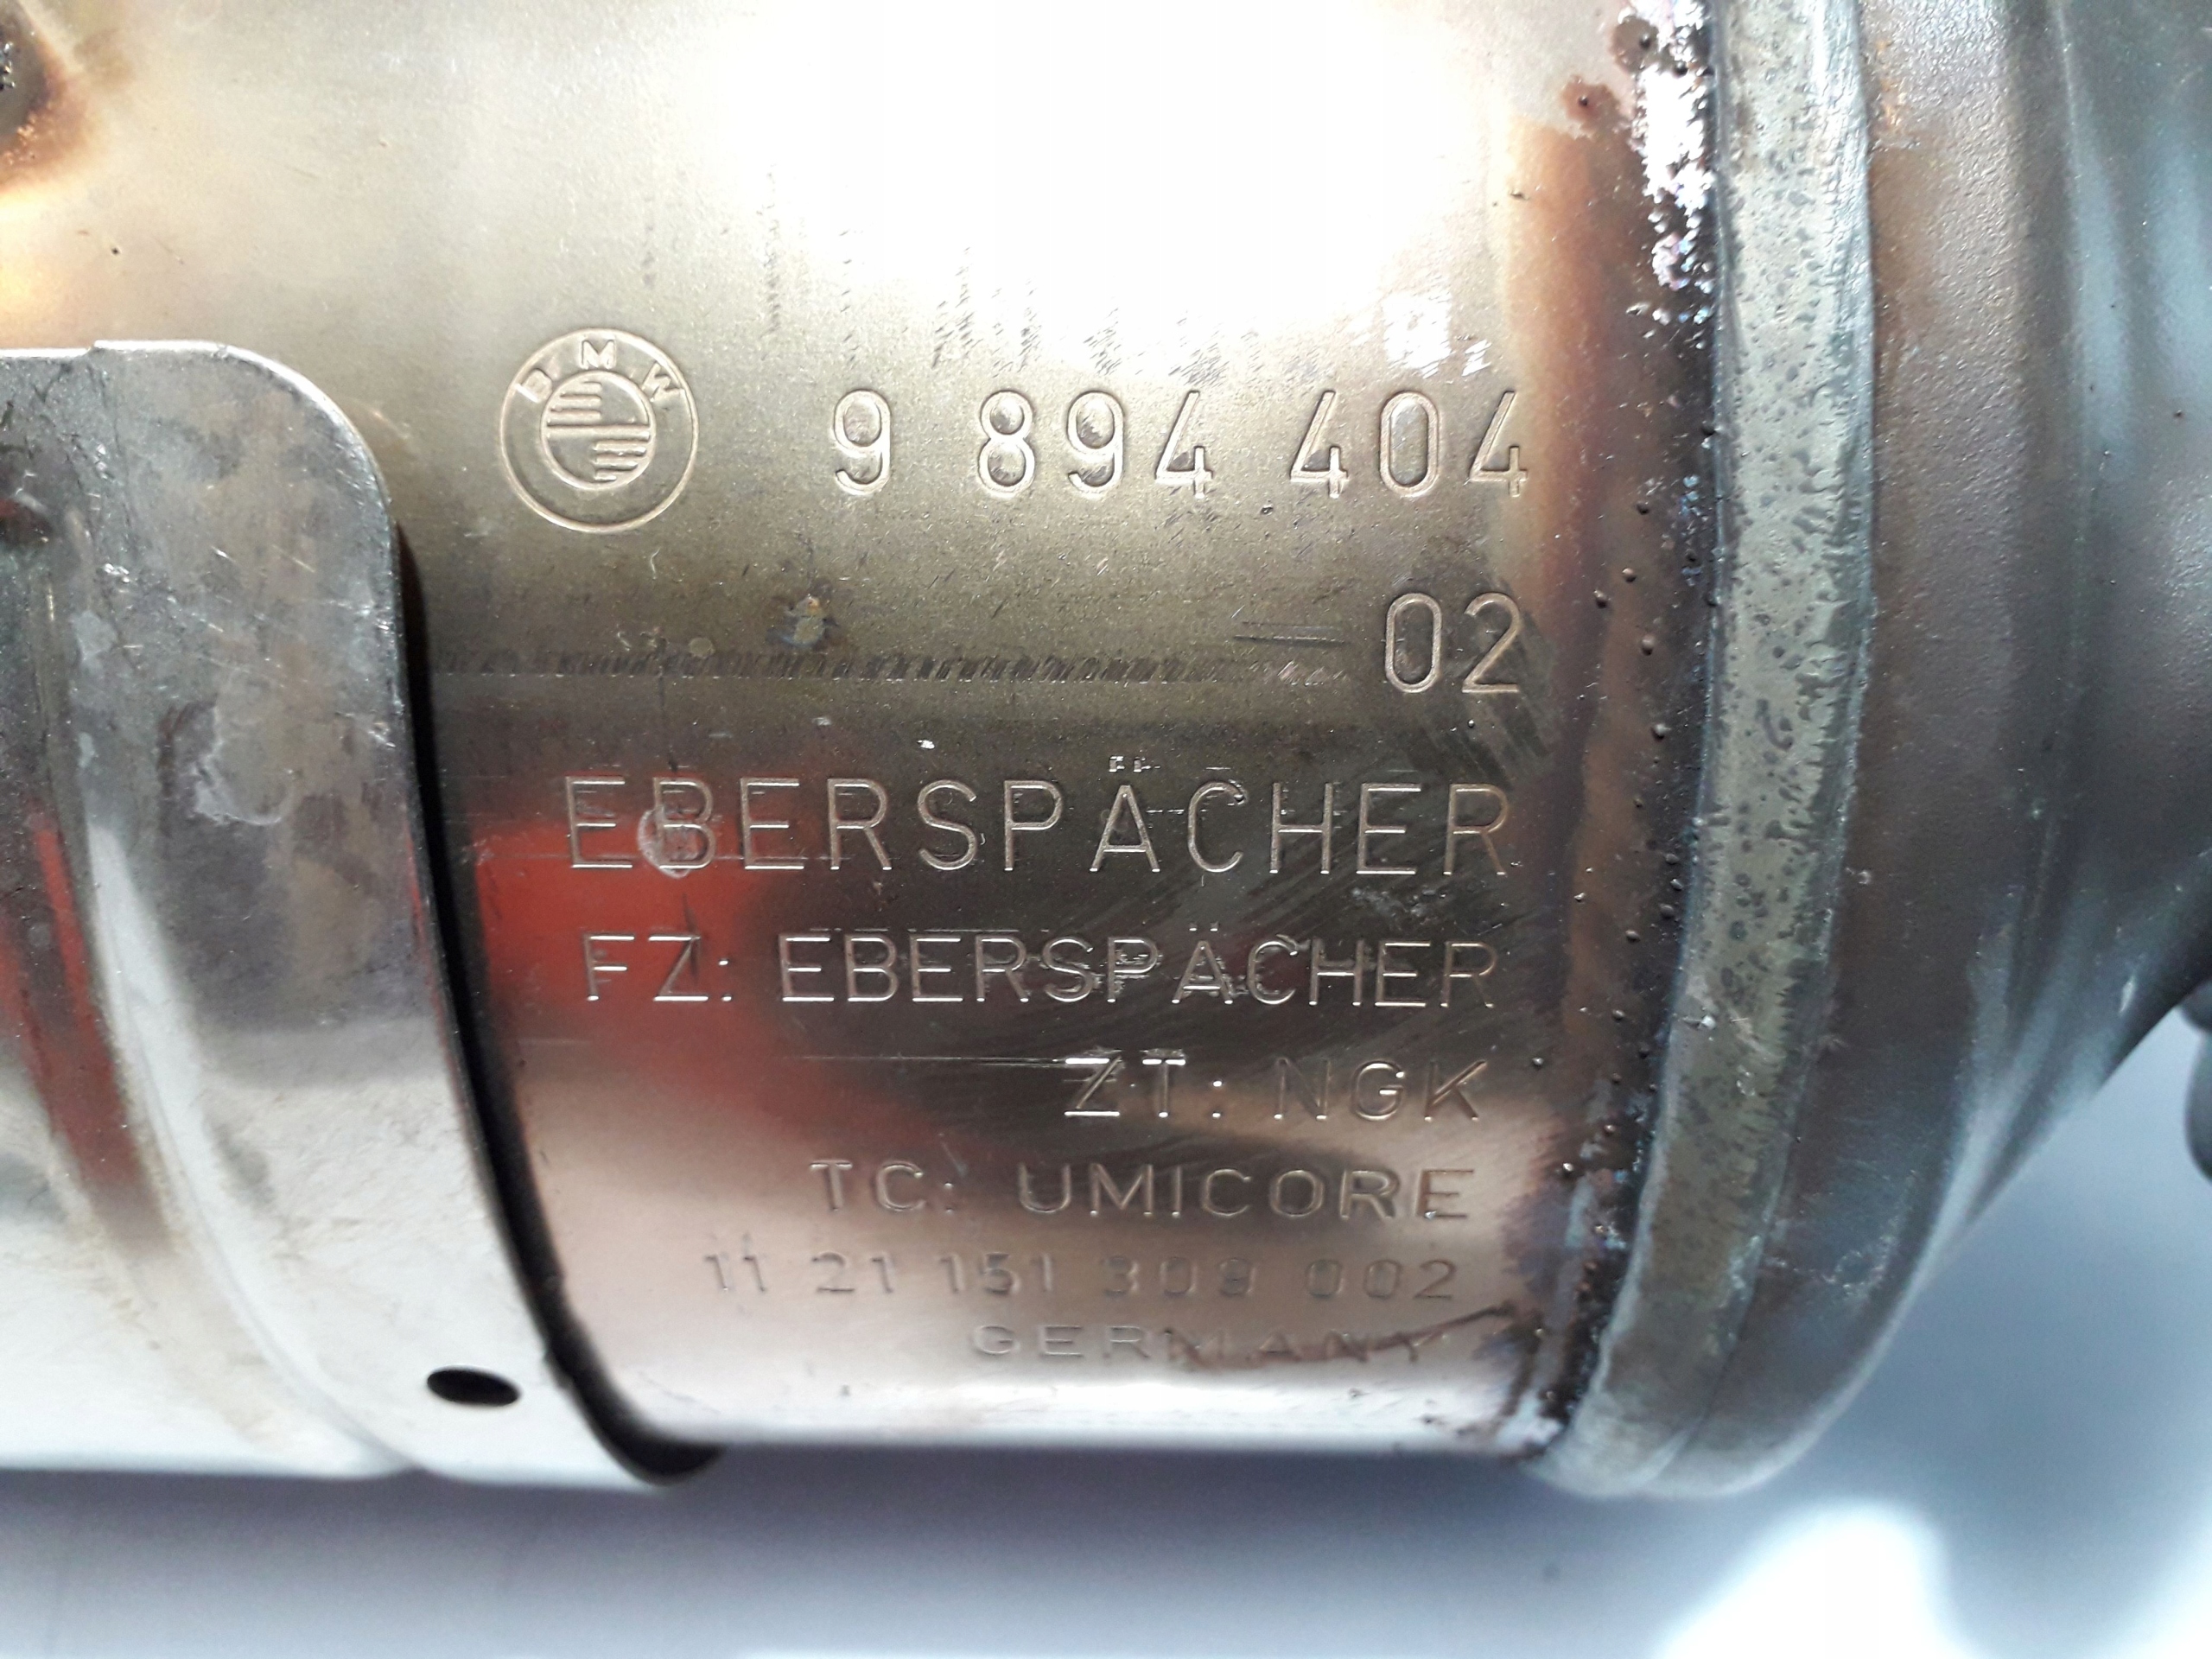 BMW 9 894 404
02
EBERSPÄCHER
FZ: EBERSPÄCHER
ZT: NGK
TC: UMICORE
11 21 151 309 002
GERMANY